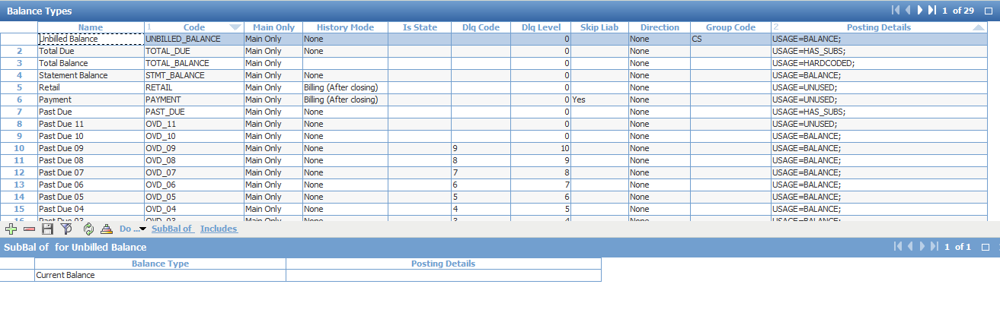 Balance Types 1 of 29
Name 1 Code Main Only History Mode Is State Dlq Code Dlq Level Skip Liab Direction Group Code 2 Posting Details
Unbilled Balance UNBILLED_BALANCE Main Only None 0 None CS USAGE=BALANCE;
2 Total Due TOTAL_DUE Main Only None 0 None USAGE=HAS_SUBS;
3 Total Balance TOTAL_BALANCE Main Only 0 None USAGE=HARDCODED;
4 Statement Balance STMT_BALANCE Main Only None 0 None USAGE=BALANCE;
5 Retail RETAIL Main Only Billing (After closing) 0 None USAGE=UNUSED;
6 Payment PAYMENT Main Only Billing (After closing) 0 Yes None USAGE=UNUSED;
7 Past Due PAST_DUE Main Only None 0 None USAGE=HAS_SUBS;
8 Past Due 11 OVD_11 Main Only None 0 None USAGE=UNUSED;
9 Past Due 10 OVD_10 Main Only None 0 None USAGE=BALANCE;
10 Past Due 09 OVD_09 Main Only None 9 10 None USAGE=BALANCE;
11 Past Due 08 OVD_08 Main Only None 8 9 None USAGE=BALANCE;
12 Past Due 07 OVD_07 Main Only None 7 8 None USAGE=BALANCE;
13 Past Due 06 OVD_06 Main Only None 6 7 None USAGE=BALANCE;
14 Past Due 05 OVD_05 Main Only None 5 6 None USAGE=BALANCE;
15 Past Due 04 OVD_04 Main Only None 4 5 None USAGE=BALANCE;
16 Past Due 03 OVD_03 Main Only None 3 4 None USAGE=BALANCE;
Do ... SubBal of Includes
SubBal of for Unbilled Balance 1 of 1
Balance Type Posting Details
Current Balance